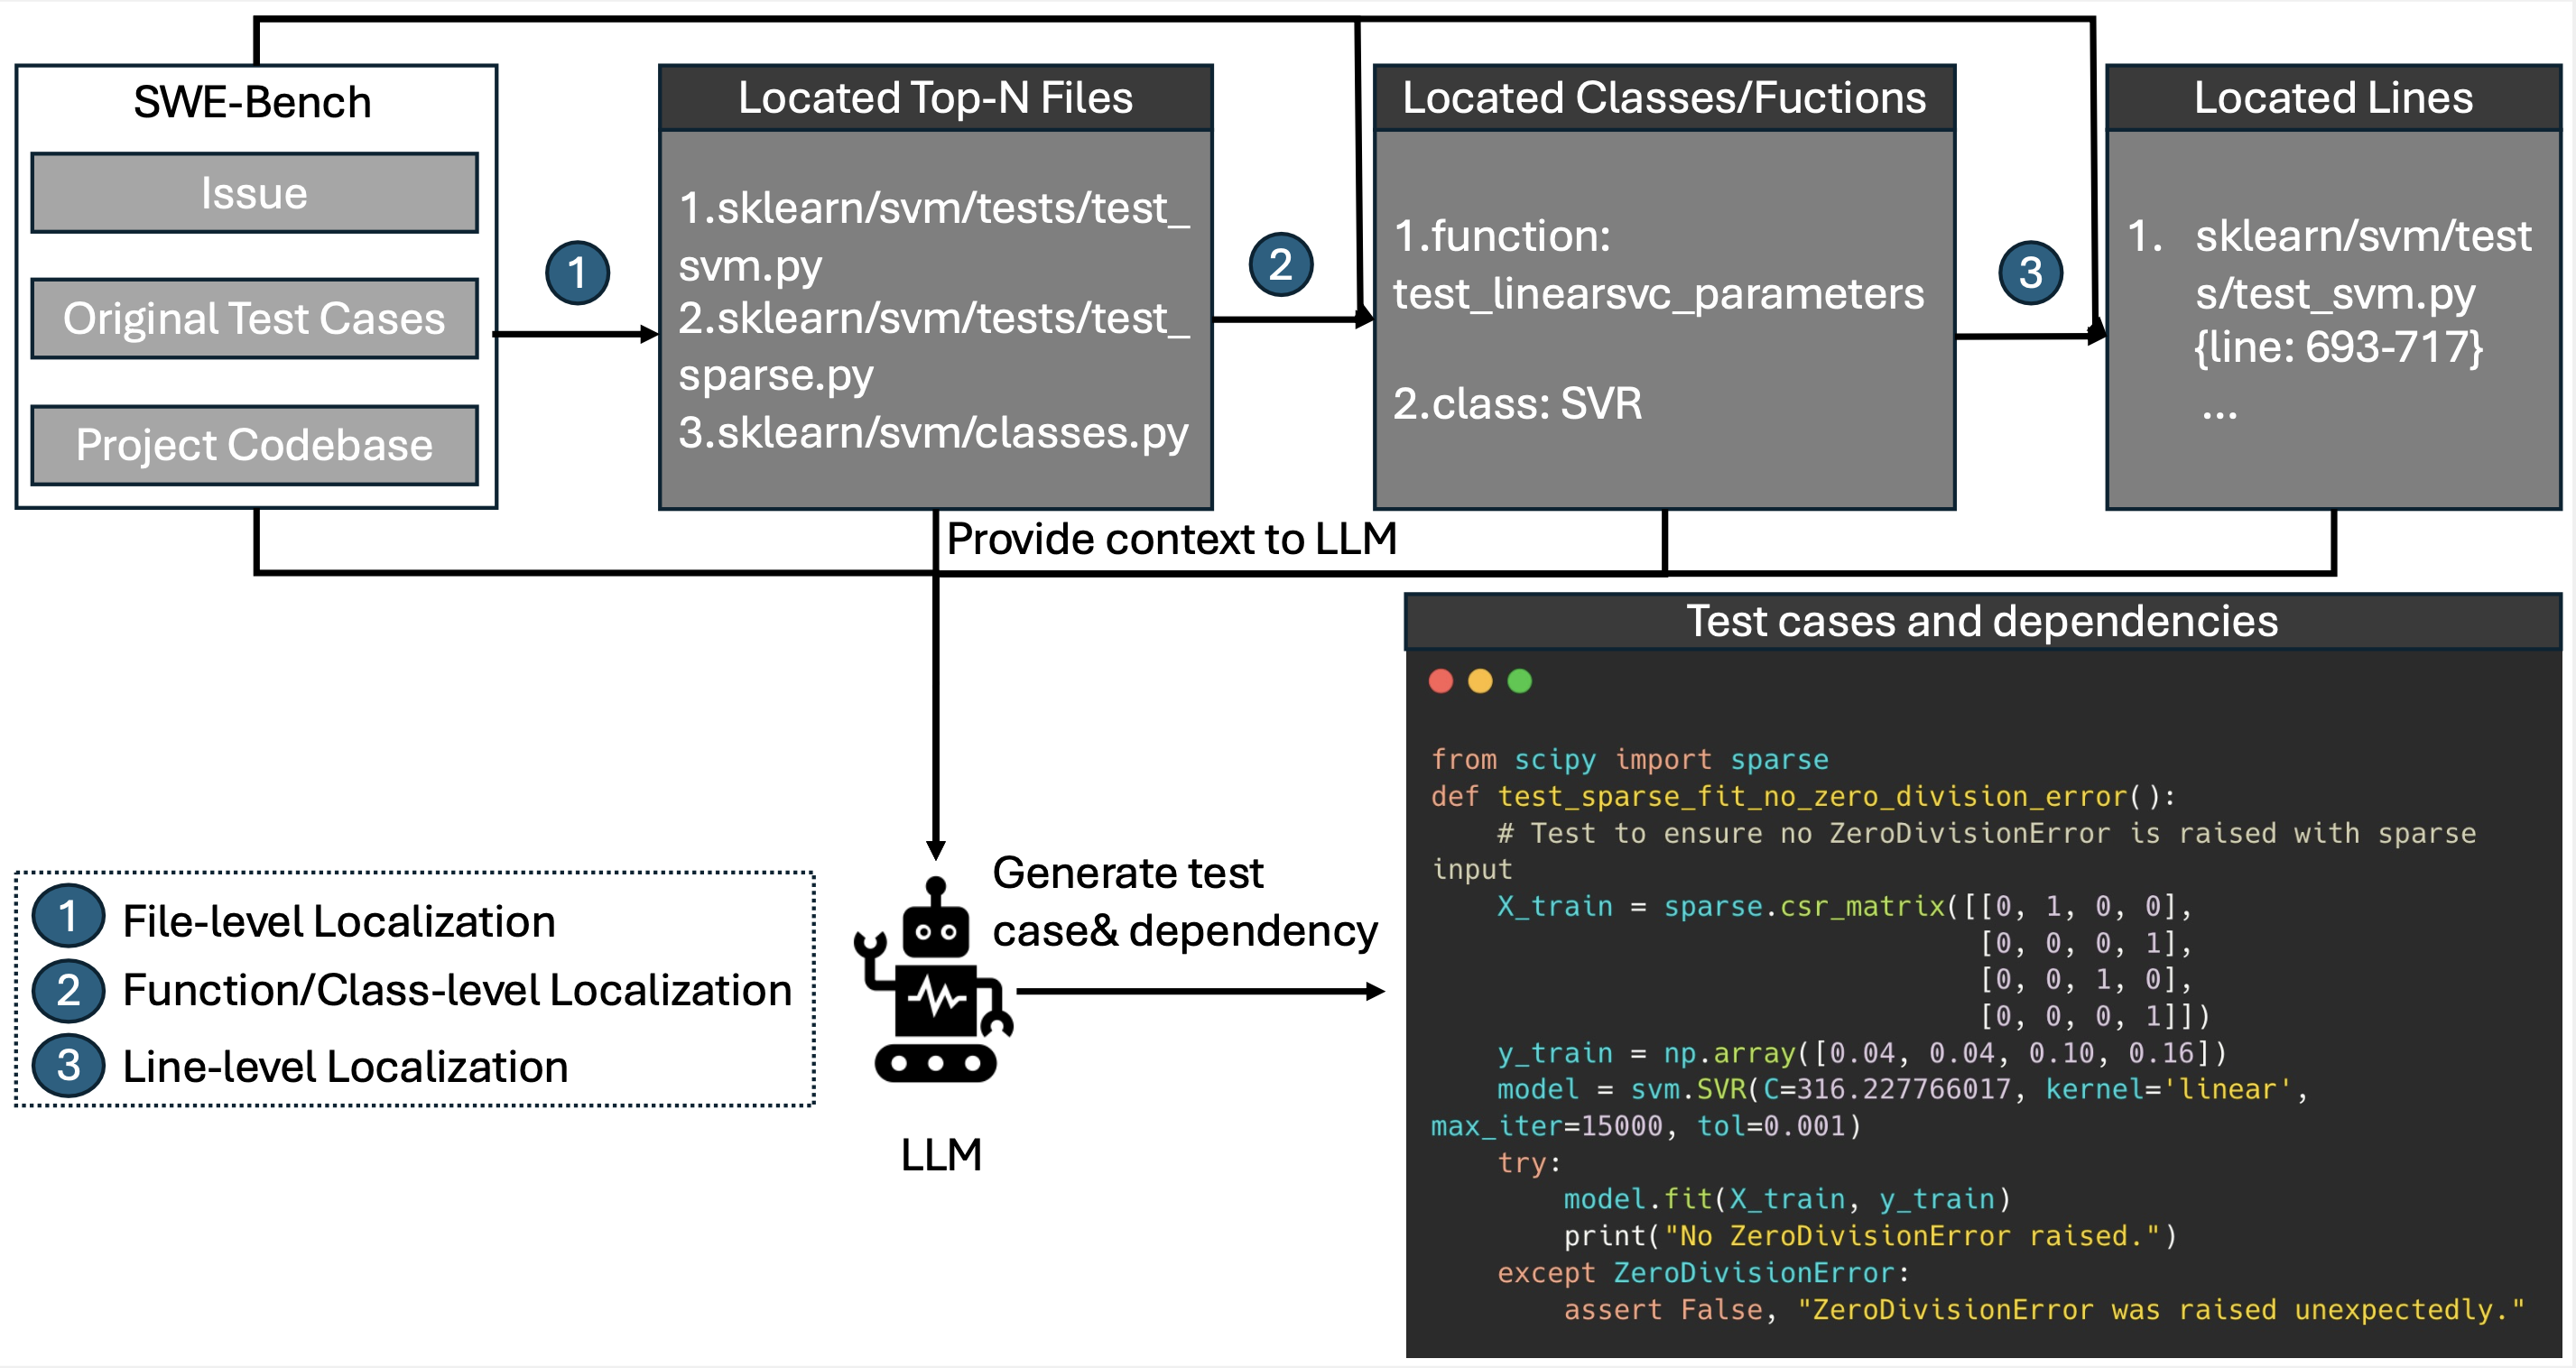 SWE-Bench
Issue
Original Test Cases
Project Codebase
1
Located Top-N Files
1.sklearn/svm/tests/test_
svm.py
2.sklearn/svm/tests/test_
sparse.py
3.sklearn/svm/classes.py
2
Located Classes/Fuctions
1.function:
test_linearsvc_parameters
2.class: SVR
3
Located Lines
1. sklearn/svm/test
s/test_svm.py
{line: 693-717}
...
Provide context to LLM
1 File-level Localization
2 Function/Class-level Localization
3 Line-level Localization
LLM
Generate test
case& dependency
Test cases and dependencies
from scipy import sparse
def test_sparse_fit_no_zero_division_error():
    # Test to ensure no ZeroDivisionError is raised with sparse
input
    X_train = sparse.csr_matrix([[0, 1, 0, 0],
                                 [0, 0, 0, 1],
                                 [0, 0, 1, 0],
                                 [0, 0, 0, 1]])
    y_train = np.array([0.04, 0.04, 0.10, 0.16])
    model = svm.SVR(C=316.227766017, kernel='linear',
max_iter=15000, tol=0.001)
    try:
        model.fit(X_train, y_train)
        print("No ZeroDivisionError raised.")
    except ZeroDivisionError:
        assert False, "ZeroDivisionError was raised unexpectedly."